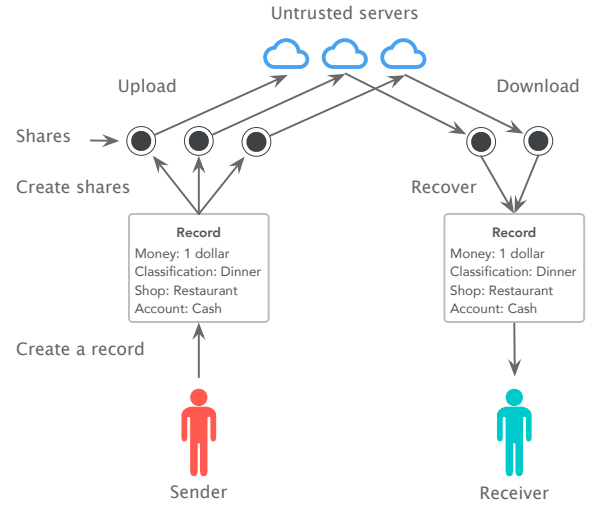 Untrusted servers
Upload
Download
Shares
Create shares
Recover
Record
Money: 1 dollar
Classification: Dinner
Shop: Restaurant
Account: Cash
Record
Money: 1 dollar
Classification: Dinner
Shop: Restaurant
Account: Cash
Create a record
Sender
Receiver